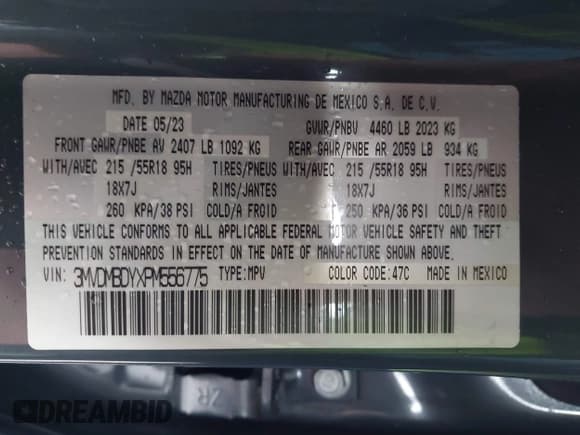 MFD. BY MAZDA MOTOR MANUFACTURING DE MEXICO S.A. DE C.V.
DATE 05/23 GVWR/PNBV 4460 LB 2023 KG
FRONT GAWR/PNBE AV 2407 LB 1092 KG REAR GAWR/PNBE AR 2059 LB 934 KG
WITH/AVEC 215 /55R18 95H TIRES/PNEUS WITH/AVEC 215 /55R18 95H TIRES/PNEUS
18X7J RIMS/JANTES 18X7J RIMS/JANTES
260 KPA/38 PSI COLD/A FROID 250 KPA/36 PSI COLD/A FROID
THIS VEHICLE CONFORMS TO ALL APPLICABLE FEDERAL MOTOR VEHICLE SAFETY AND THEFT
PREVENTION STANDARDS IN EFFECT ON THE DATE OF MANUFACTURE SHOWN ABOVE.
VIN: 3MVDMBDYXPM556775 TYPE:MPV COLOR CODE:47C MADE IN MEXICO
ZR
DREAMBID